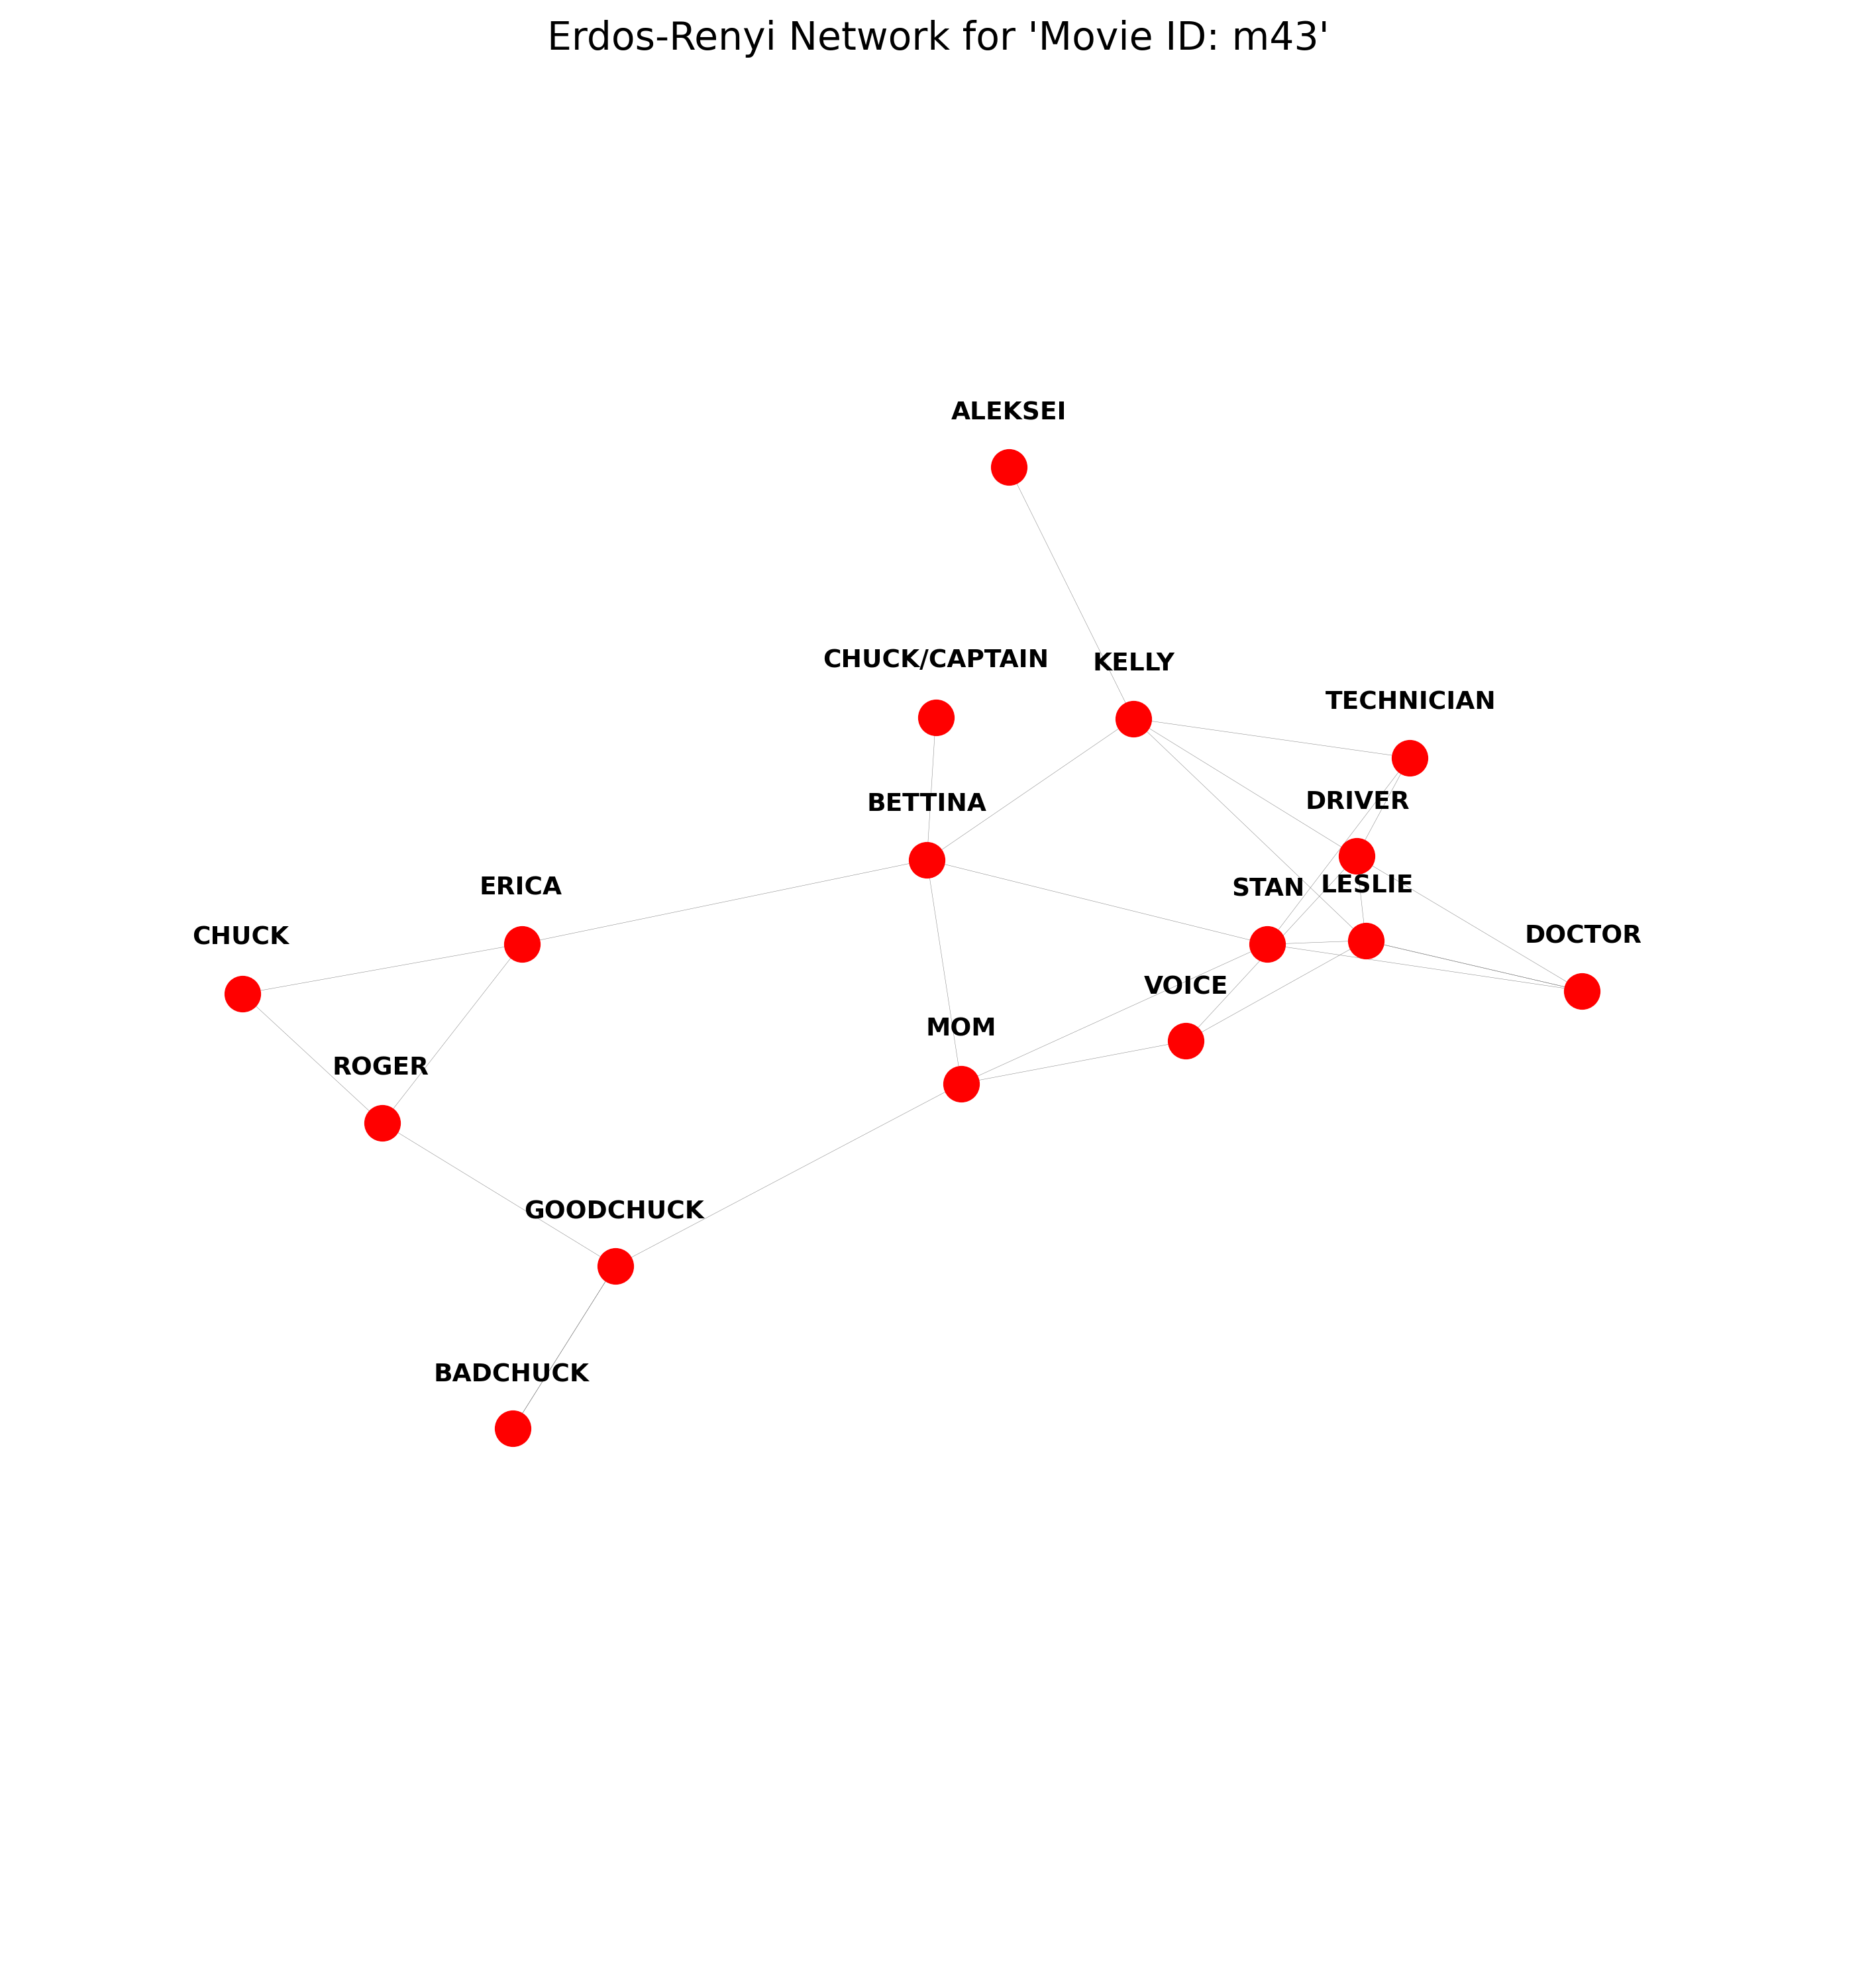 Erdos-Renyi Network for 'Movie ID: m43'
ALEKSEI
CHUCK/CAPTAIN
KELLY
TECHNICIAN
DRIVER
BETTINA
ERICA
STAN
LESLIE
CHUCK
DOCTOR
VOICE
MOM
ROGER
GOODCHUCK
BADCHUCK